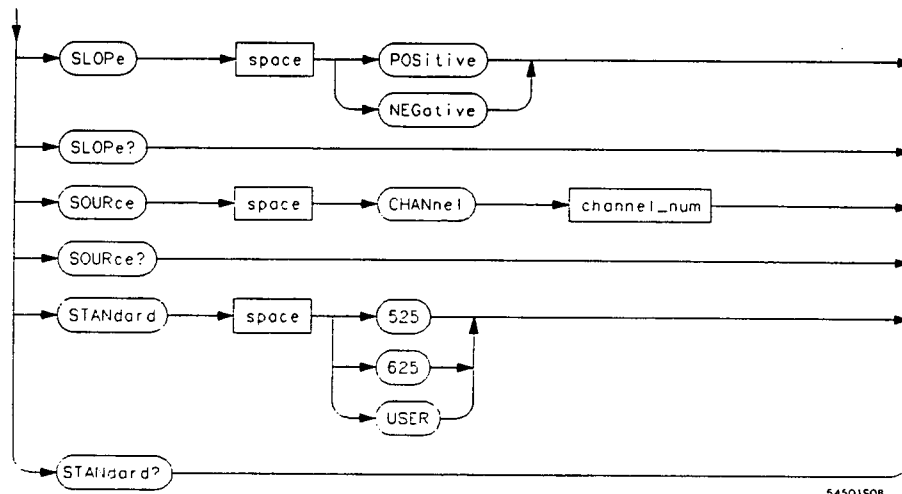 SLOPe space POSitive
NEGative
SLOPe?
SOURce space CHANnel channel_num
SOURce?
STANdard space 525
625
USER
STANdard?
54501S08